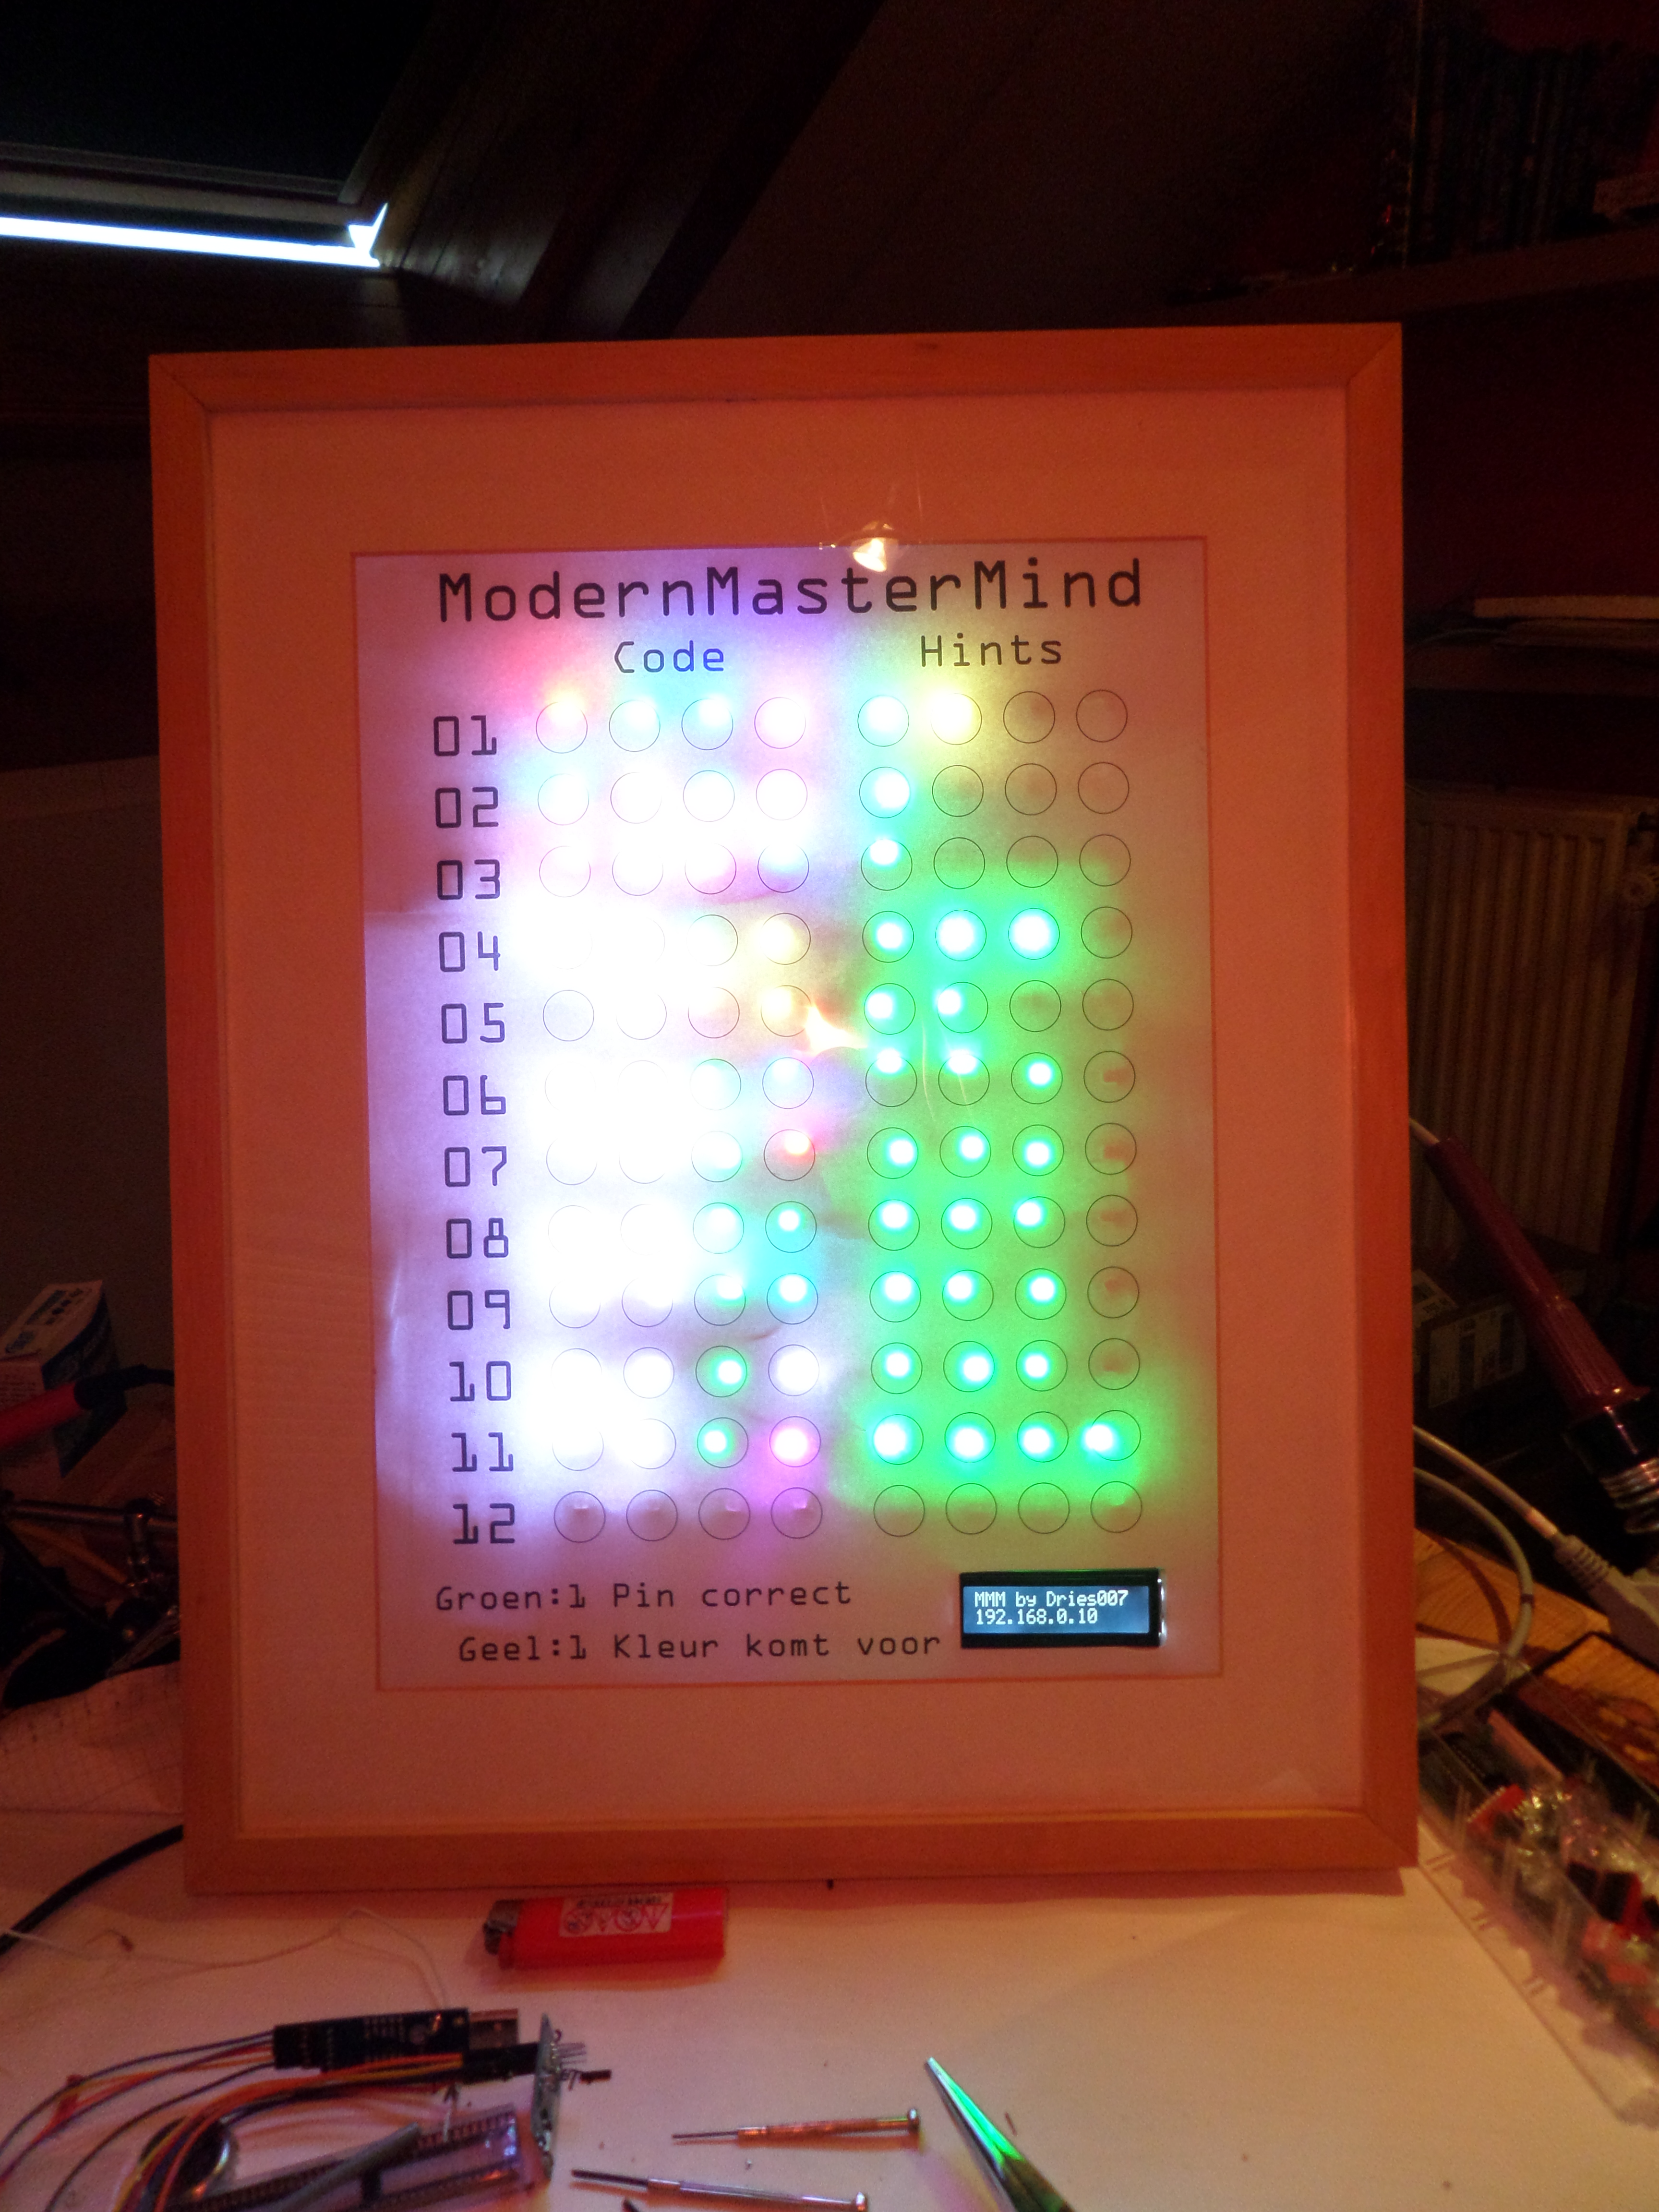 ModernMasterMind
Code Hints
01
02
03
04
05
06
07
08
09
10
11
12
Groen:1 Pin correct
Geel:1 Kleur komt voor
MMM by Dries007
192.168.0.10